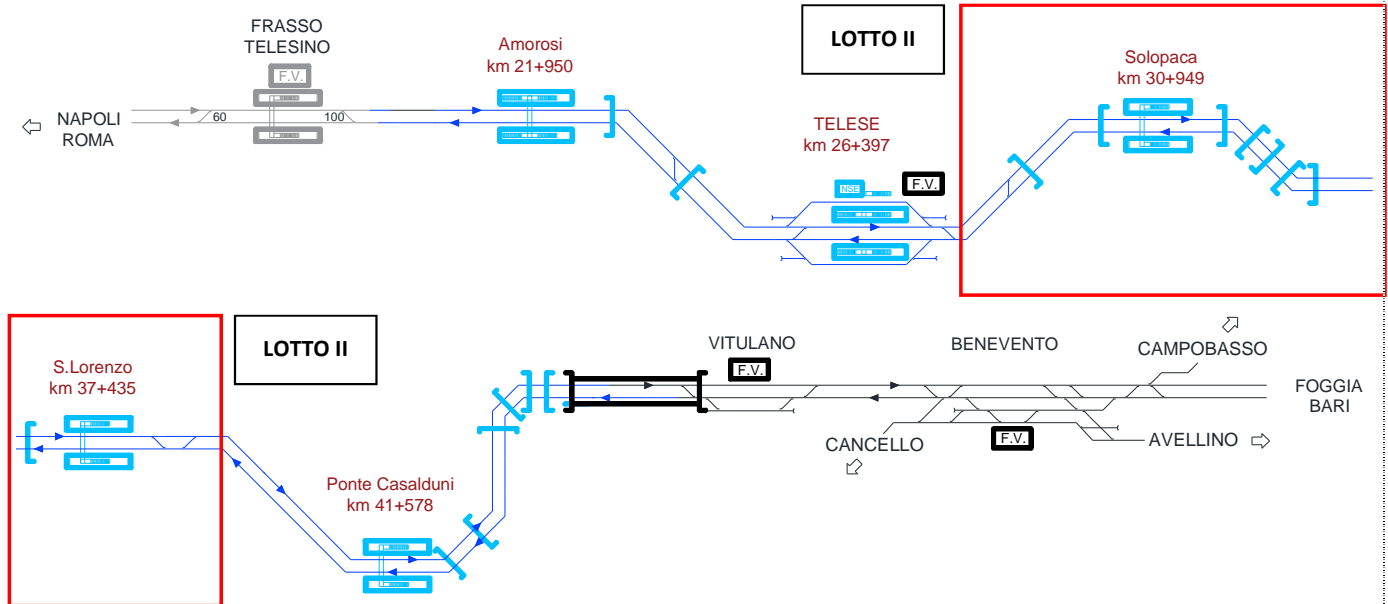 FRASSO
TELESINO
F.V.
NAPOLI
ROMA
60
100
Amorosi
km 21+950
LOTTO II
TELESE
km 26+397
NSE
F.V.
Solopaca
km 30+949
S.Lorenzo
km 37+435
LOTTO II
Ponte Casalduni
km 41+578
VITULANO
F.V.
BENEVENTO
CAMPOBASSO
FOGGIA
BARI
CANCELLO
F.V.
AVELLINO